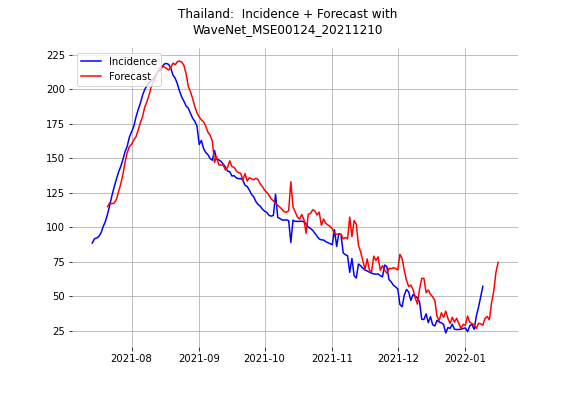 Thailand:  Incidence + Forecast with
WaveNet_MSE00124_20211210
Incidence
Forecast
225
200
175
150
125
100
75
50
25
2021-08 2021-09 2021-10 2021-11 2021-12 2022-01